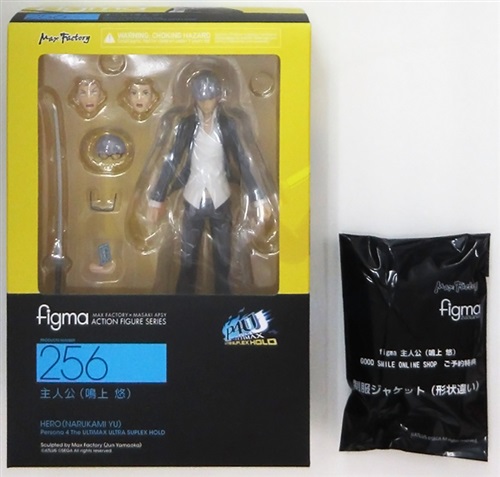 Max Factory
WARNING: CHOKING HAZARD
figma
MAX FACTORY×MASAKI APSY
ACTION FIGURE SERIES
256
主人公（鳴上 悠）
HERO(NARUKAMI YU)
Persona 4 The ULTIMAX ULTRA SUPLEX HOLD
Sculpted by Max Factory (Jun Yamaoka)
P4U
HOLD
Max Factory
figma
figma 主人公（鳴上 悠）
GOOD SMILE ONLINE SHOP ご予約特典
制服ジャケット（形状違い）